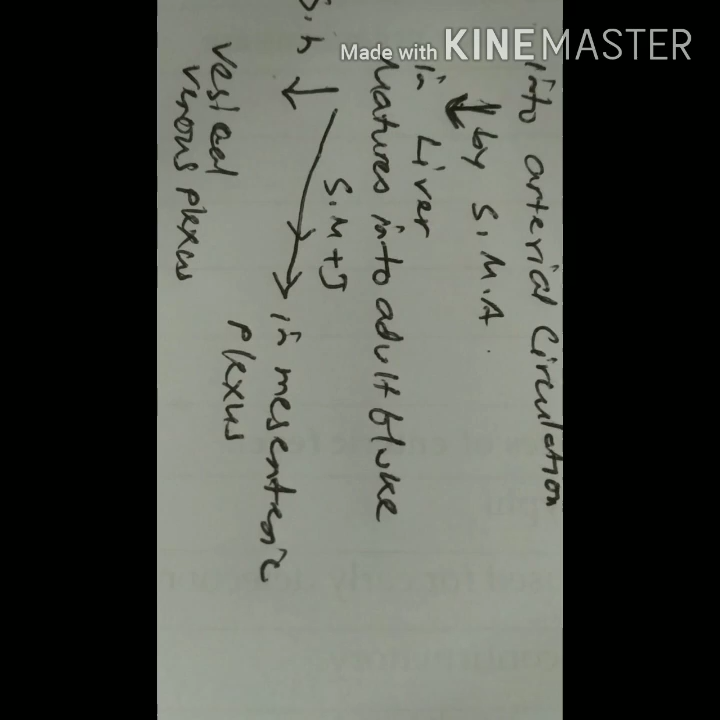 Made with KINEMASTER
into arterial Circulation
↓ by S.M.A.
in Liver
Matures into adult fluke
S.h ↓ S.M+J
in mesenteric
plexus
vesical
venous plexus